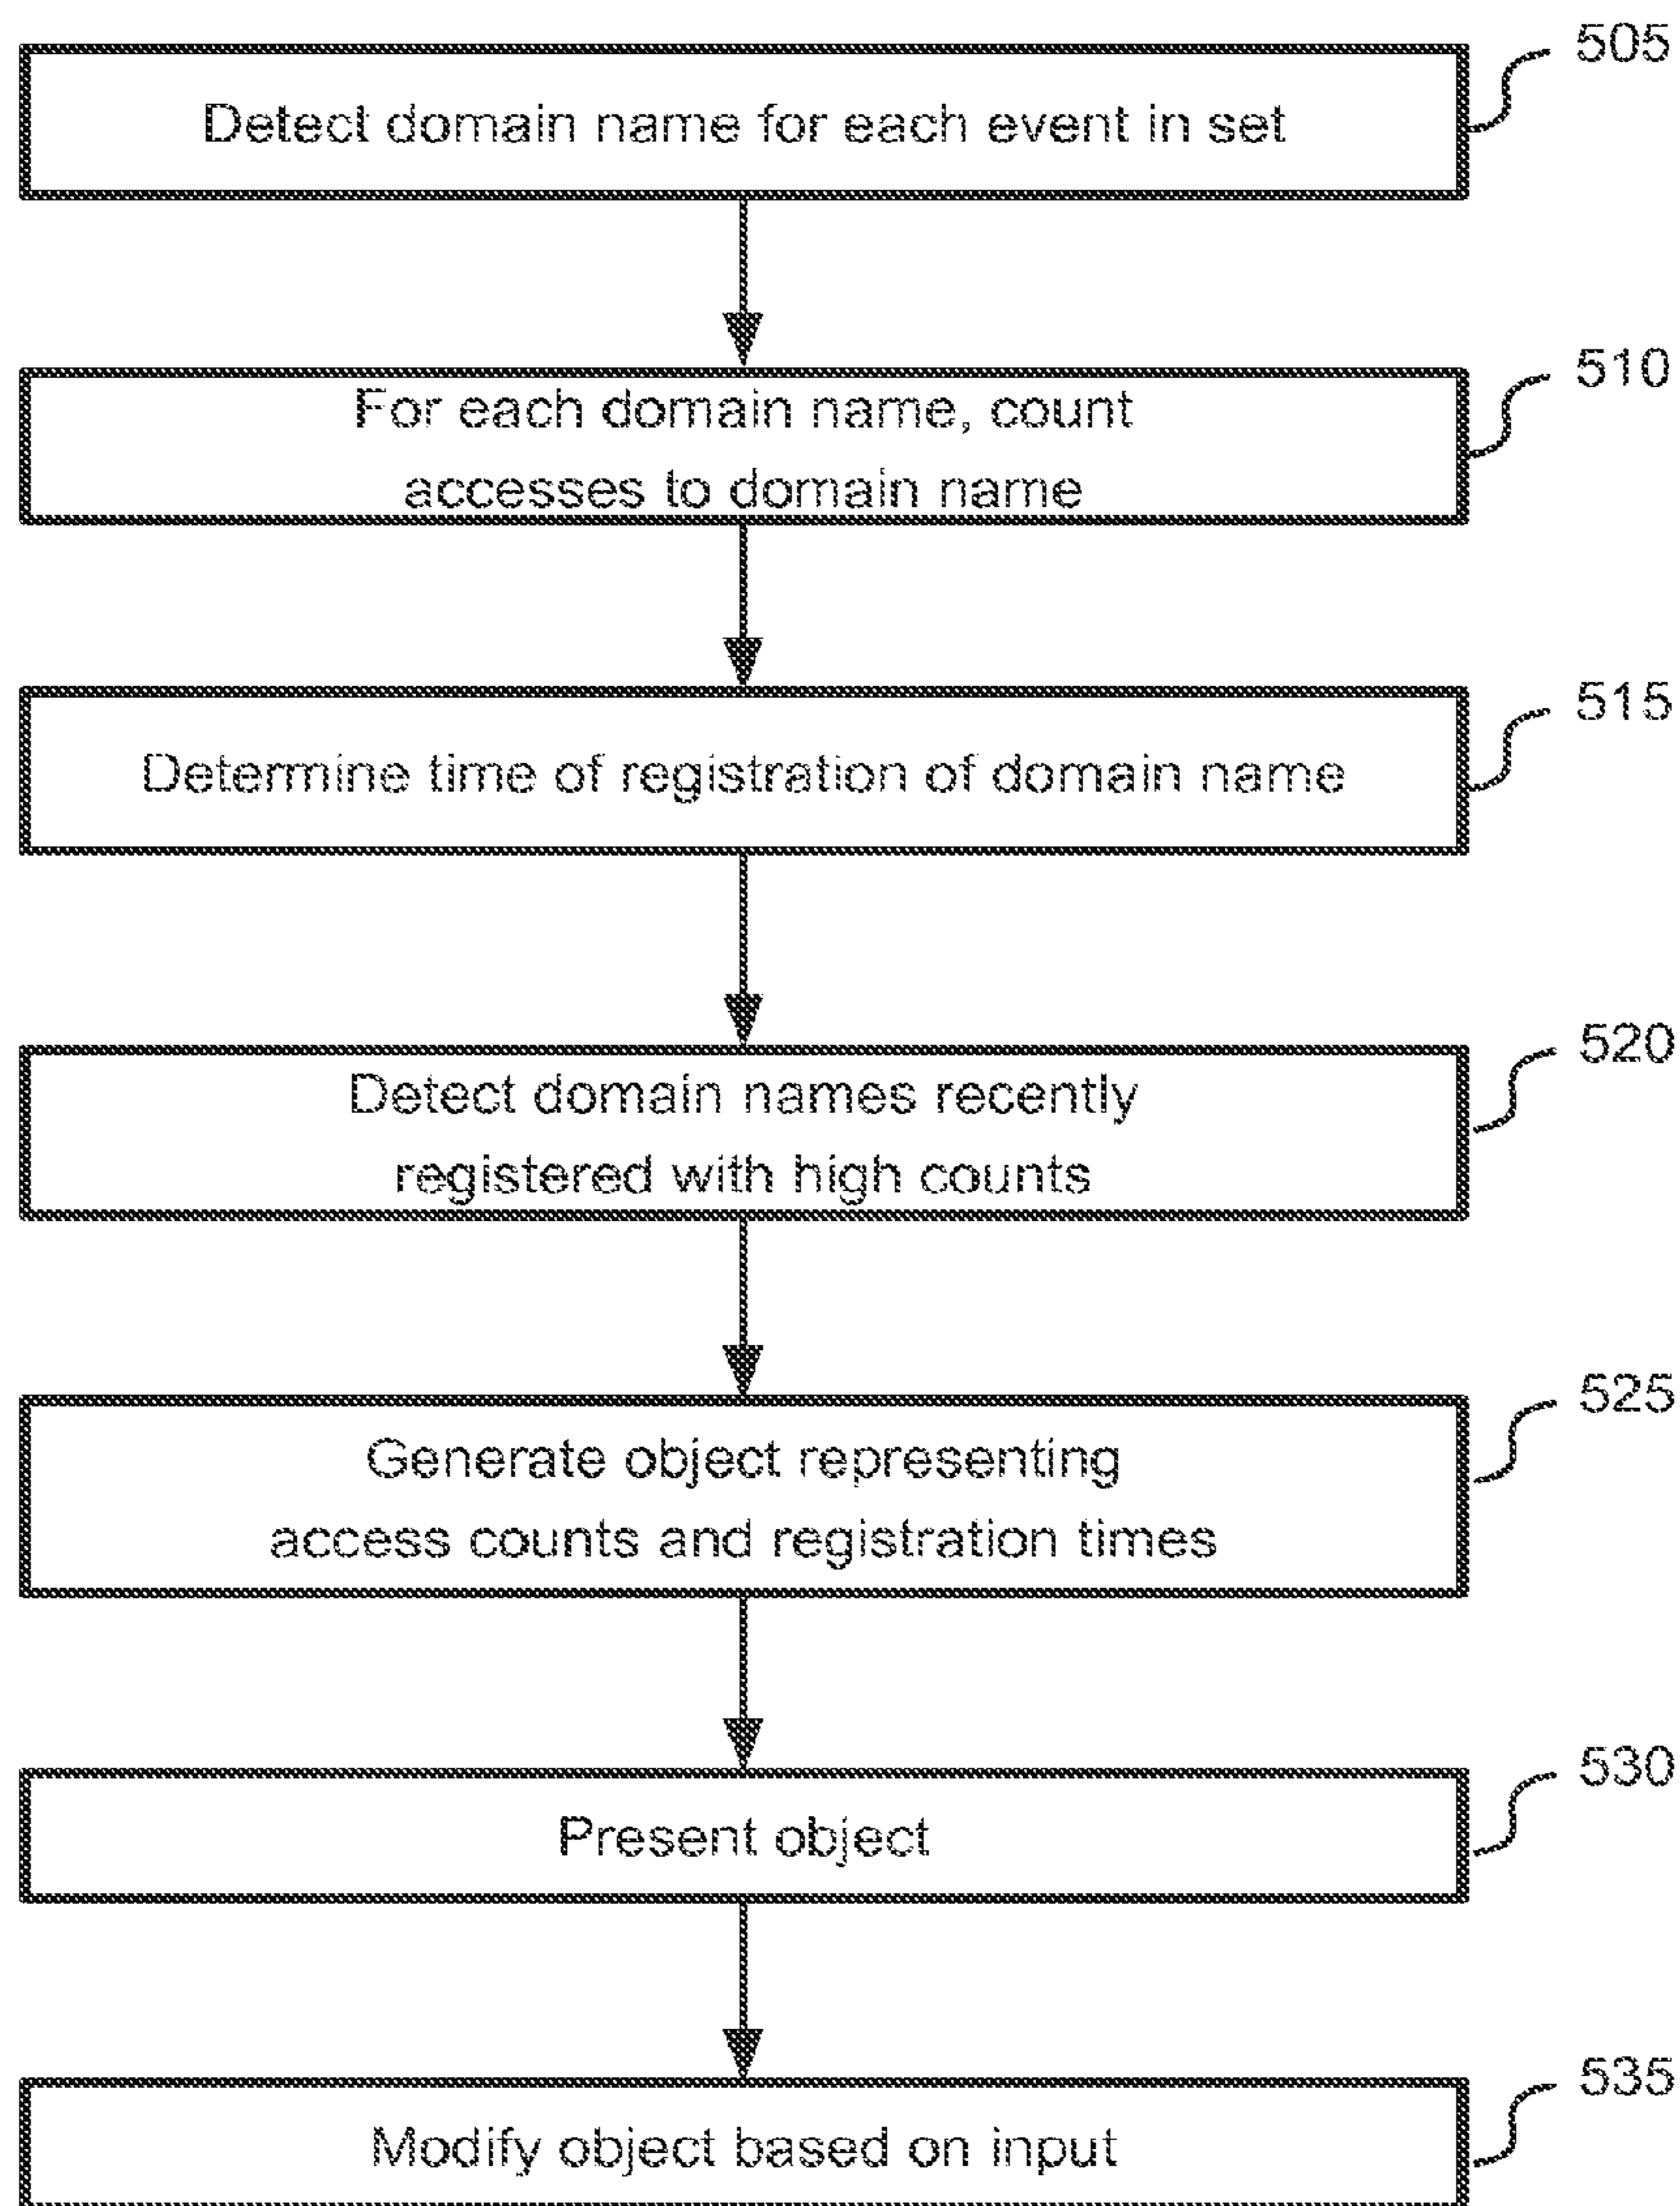 505
Detect domain name for each event in set
510
For each domain name, count
accesses to domain name
515
Determine time of registration of domain name
520
Detect domain names recently
registered with high counts
525
Generate object representing
access counts and registration times
530
Present object
535
Modify object based on input